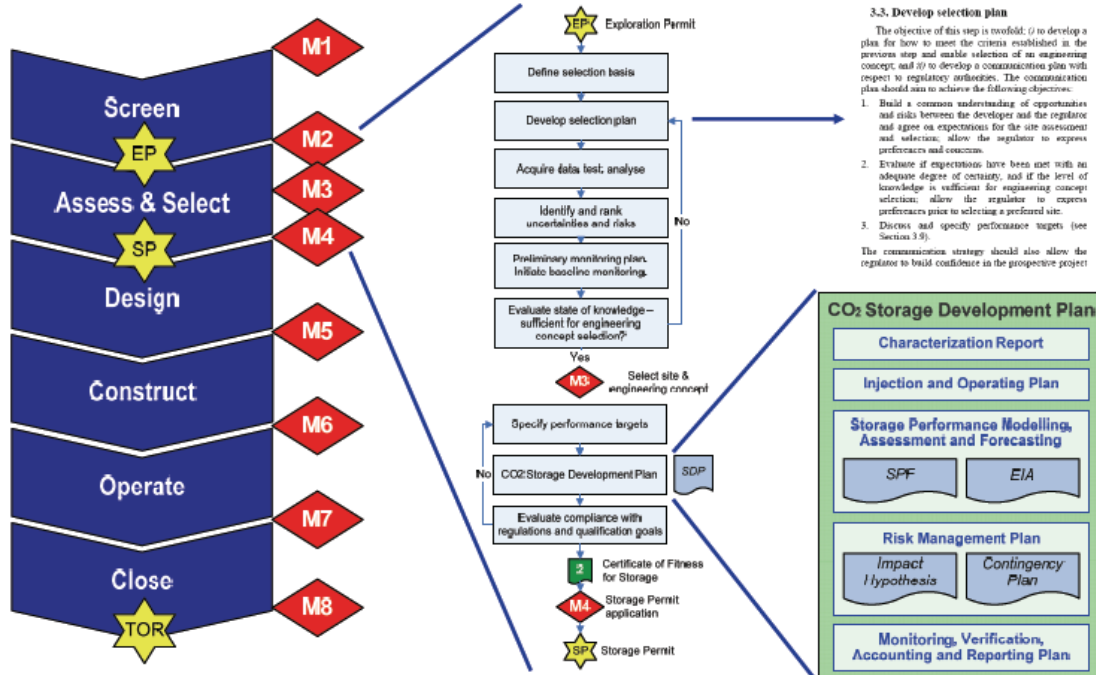 M1
Screen
M2
EP
M3
Assess & Select
M4
SP
Design
M5
Construct
M6
Operate
M7
Close
M8
TOR
EP
Exploration Permit
Define selection basis
Develop selection plan
Acquire data, test, analyse
Identify and rank
uncertainties and risks
No
Preliminary monitoring plan.
Initiate baseline monitoring.
Evaluate state of knowledge –
sufficient for engineering
concept selection?
Yes
M3
Select site &
engineering concept
Specify performance targets
No
CO2 Storage Development Plan
SDP
Evaluate compliance with
regulations and qualification goals
2
Certificate of Fitness
for Storage
M4
Storage Permit
application
SP
Storage Permit
3.3. Develop selection plan
The objective of this step is twofold; i) to develop a
plan for how to meet the criteria established in the
previous step and enable selection of an engineering
concept; and ii) to develop a communication plan with
respect to regulatory authorities. The communication
plan should aim to achieve the following objectives:
1. Build a common understanding of opportunities
and risks between the developer and the regulator
and agree on expectations for the site assessment
and selection; allow the regulator to express
preferences and concerns.
2. Evaluate if expectations have been met with an
adequate degree of certainty, and if the level of
knowledge is sufficient for engineering concept
selection; allow the regulator to express
preferences prior to selecting a preferred site.
3. Discuss and specify performance targets (see
Section 3.9).
The communication strategy should also allow the
regulator to build confidence in the prospective project
CO2 Storage Development Plan
Characterization Report
Injection and Operating Plan
Storage Performance Modelling,
Assessment and Forecasting
SPF
EIA
Risk Management Plan
Impact
Hypothesis
Contingency
Plan
Monitoring, Verification,
Accounting and Reporting Plan